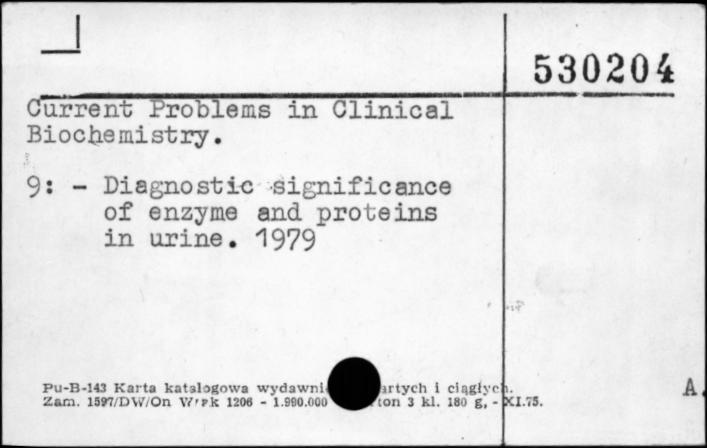 530204
Current Problems in Clinical
Biochemistry.
9: - Diagnostic significance
of enzyme and proteins
in urine. 1979
Pu-B-143 Karta katalogowa wydawni artych i ciągłych.
Zam. 1597/DW/On 1206 - 1.990.000 ton 3 kl. 180 g, - XI.75.
A.